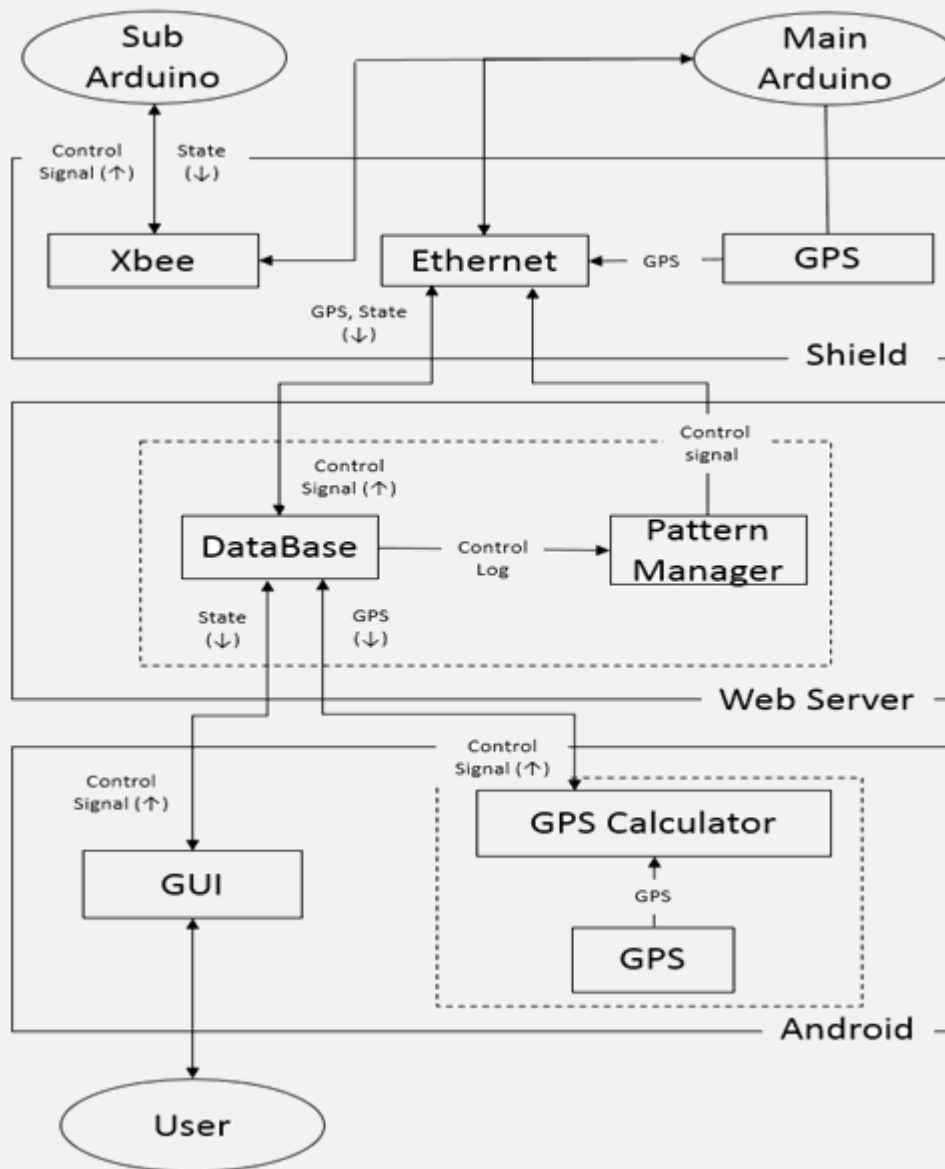 Sub
Arduino
Main
Arduino
Control
Signal (↑)
State
(↓)
Xbee
Ethernet
GPS
GPS
GPS, State
(↓)
Shield
Control
signal
Control
Signal (↑)
DataBase
Control
Log
Pattern
Manager
State
(↓)
GPS
(↓)
Web Server
Control
Signal (↑)
Control
Signal (↑)
GPS Calculator
GUI
GPS
GPS
Android
User